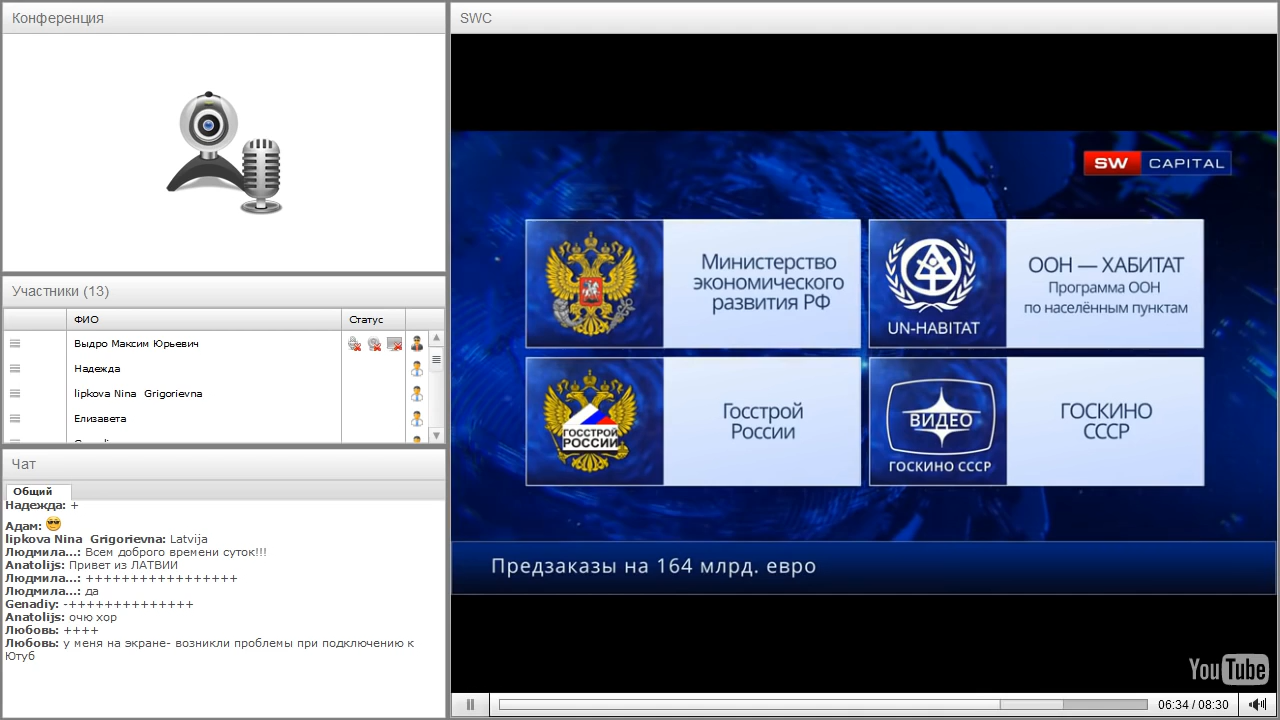 Конференция
Участники (13)
ФИО Статус
Выдро Максим Юрьевич
Надежда
lipkova Nina Grigorievna
Елизавета
Чат
Общий
Надежда: +
Адам:
lipkova Nina Grigorievna: Latvija
Людмила...: Всем доброго времени суток!!!
Anatolijs: Привет из ЛАТВИИ
Людмила...: +++++++++++++++++
Людмила...: да
Genadiy: -++++++++++++++
Anatolijs: очю хор
Любовь: ++++
Любовь: у меня на экране- возникли проблемы при подключению к
Ютуб
SWC
SW CAPITAL
Министерство
экономического
развития РФ
UN-HABITAT
ООН — ХАБИТАТ
Программа ООН
по населённым пунктам
ГОССТРОЙ
РОССИИ
Госстрой
России
ВИДЕО
ГОСКИНО СССР
ГОСКИНО
СССР
Предзаказы на 164 млрд. евро
YouTube
06:34 / 08:30